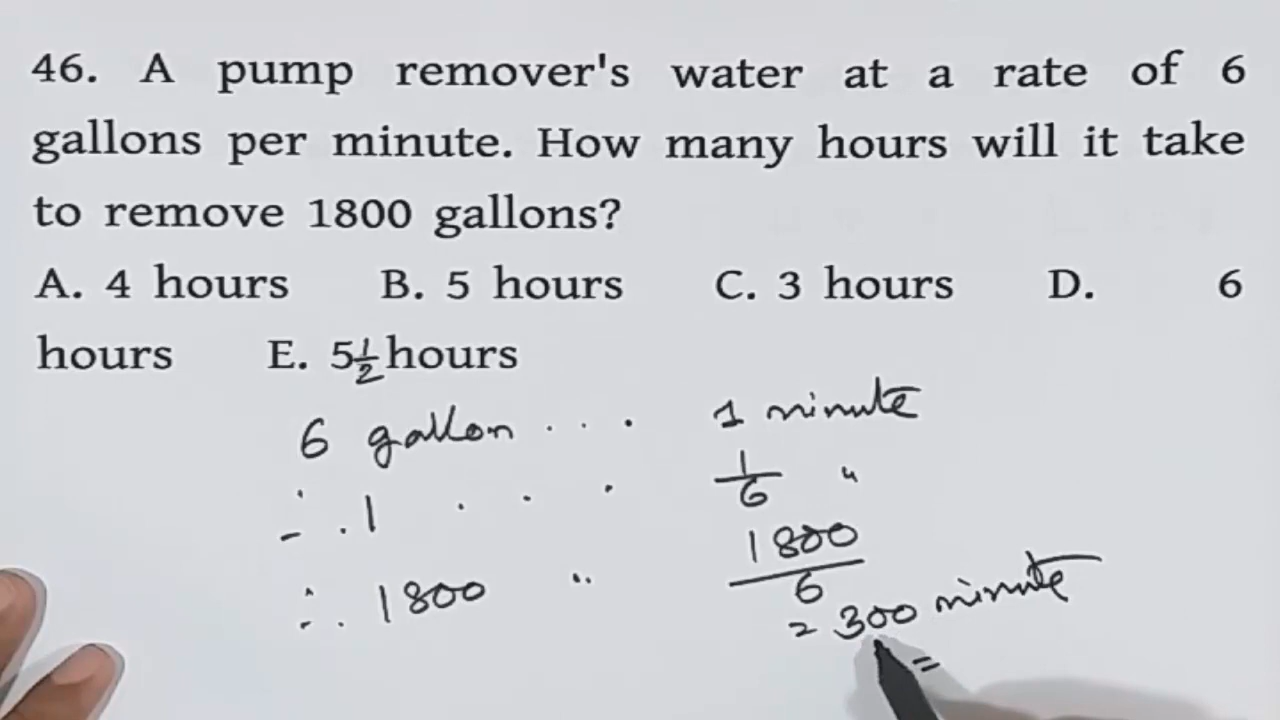 46. A pump remover's water at a rate of 6
gallons per minute. How many hours will it take
to remove 1800 gallons?
A. 4 hours B. 5 hours C. 3 hours D. 6
hours E. 5 1/2 hours
6 gallon . . . 1 minute
∴ 1 . . . 1/6 "
∴ 1800 " 1800/6
= 300 minute
=